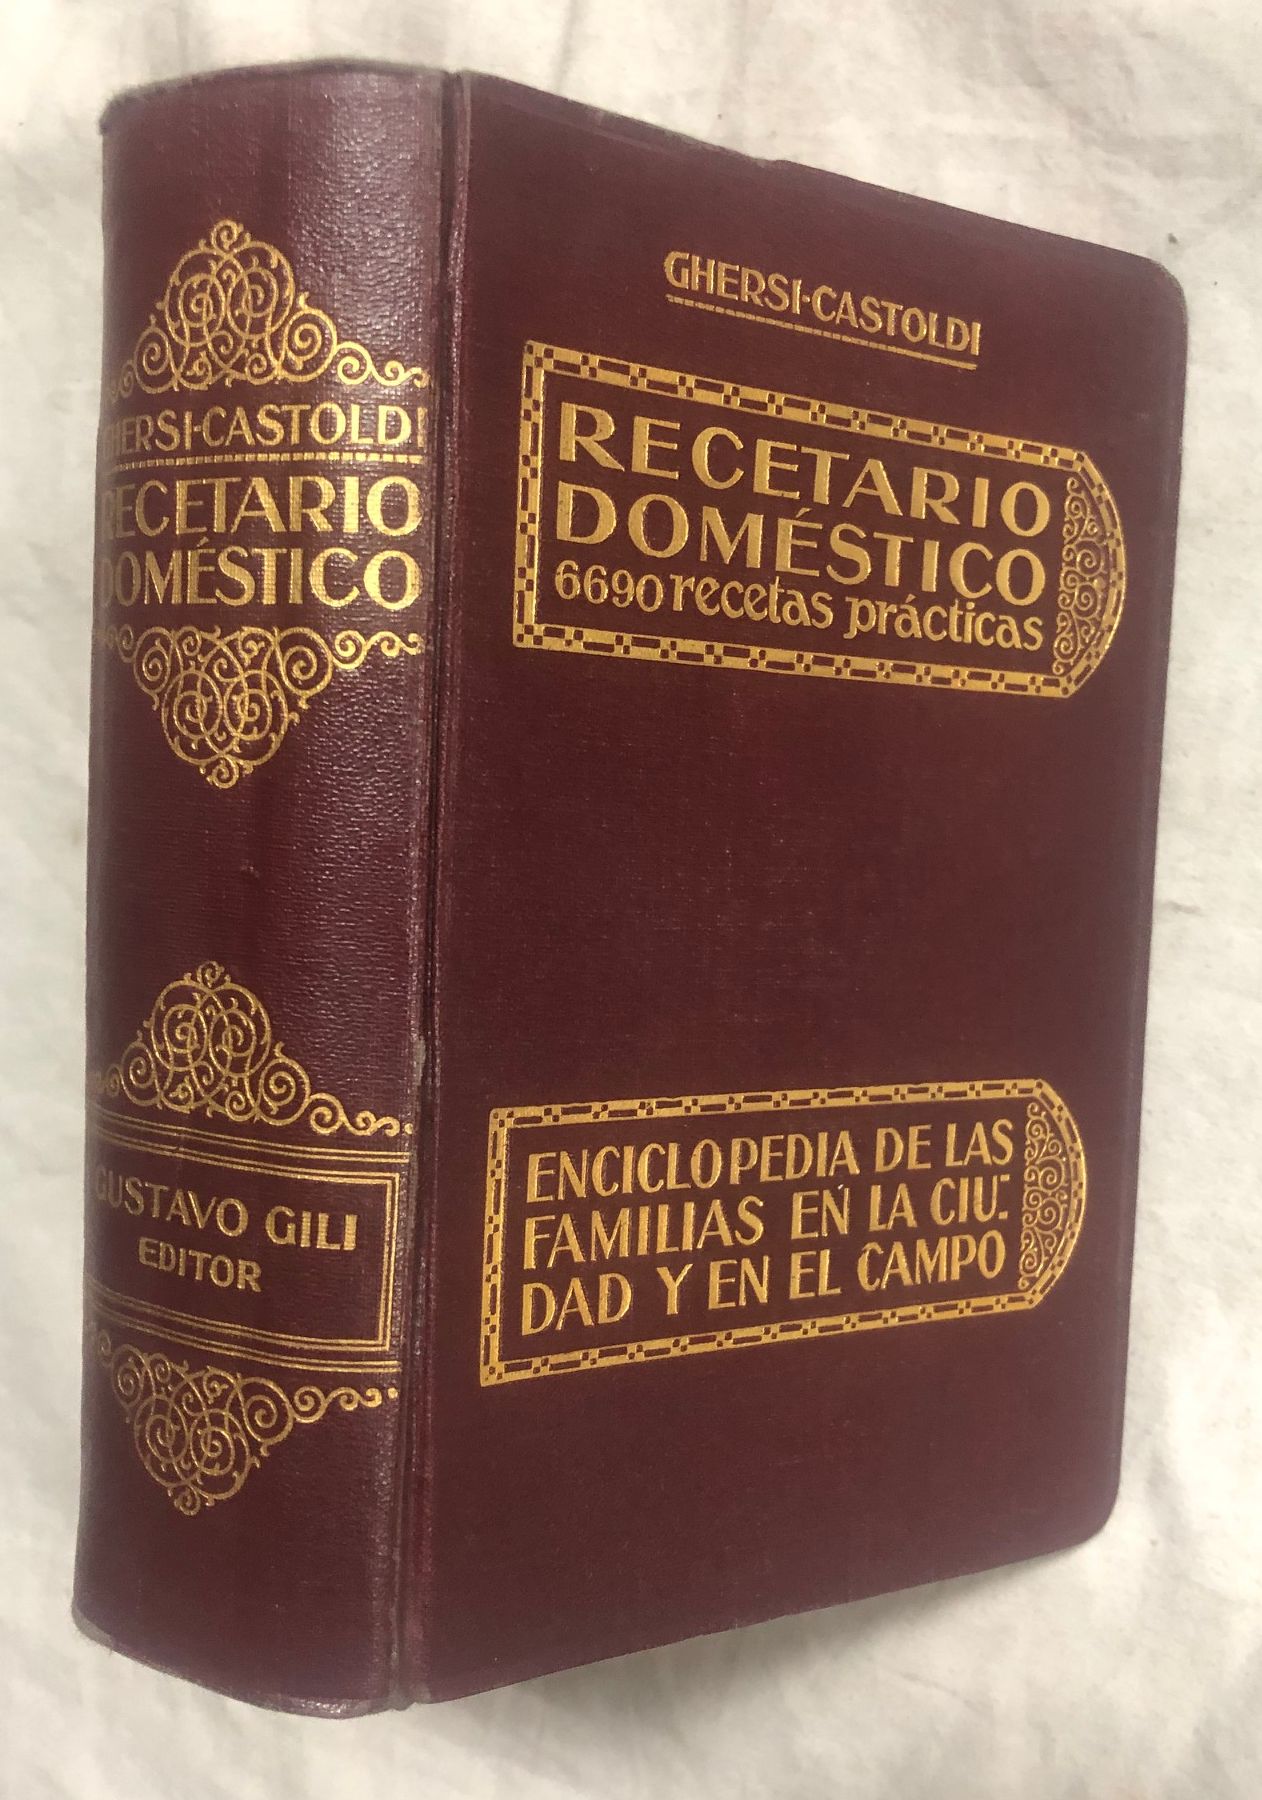 GHERSI-CASTOLDI
RECETARIO
DOMÉSTICO
GUSTAVO GILI
EDITOR
GHERSI-CASTOLDI
RECETARIO
DOMÉSTICO
6690 recetas prácticas
ENCICLOPEDIA DE LAS
FAMILIAS EN LA CIU-
DAD Y EN EL CAMPO